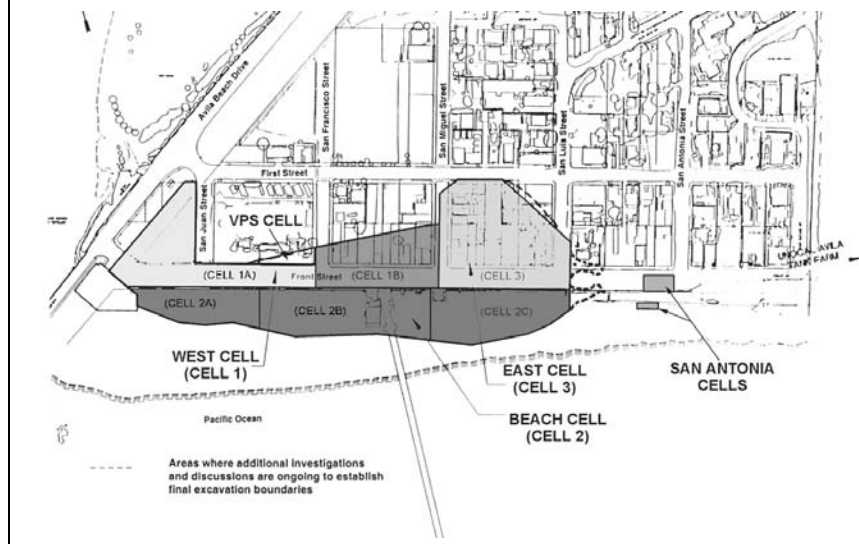 Avila Beach Drive
San Francisco Street
San Miguel Street
San Luis Street
San Antonia Street
First Street
San Juan Street
VPS CELL
UNOCAL AVILA
TANK FARM
(CELL 1A)
Front Street
(CELL 1B)
(CELL 3)
(CELL 2A)
(CELL 2B)
(CELL 2C)
WEST CELL
(CELL 1)
EAST CELL
(CELL 3)
SAN ANTONIA
CELLS
BEACH CELL
(CELL 2)
Pacific Ocean
Areas where additional investigations
and discussions are ongoing to establish
final excavation boundaries